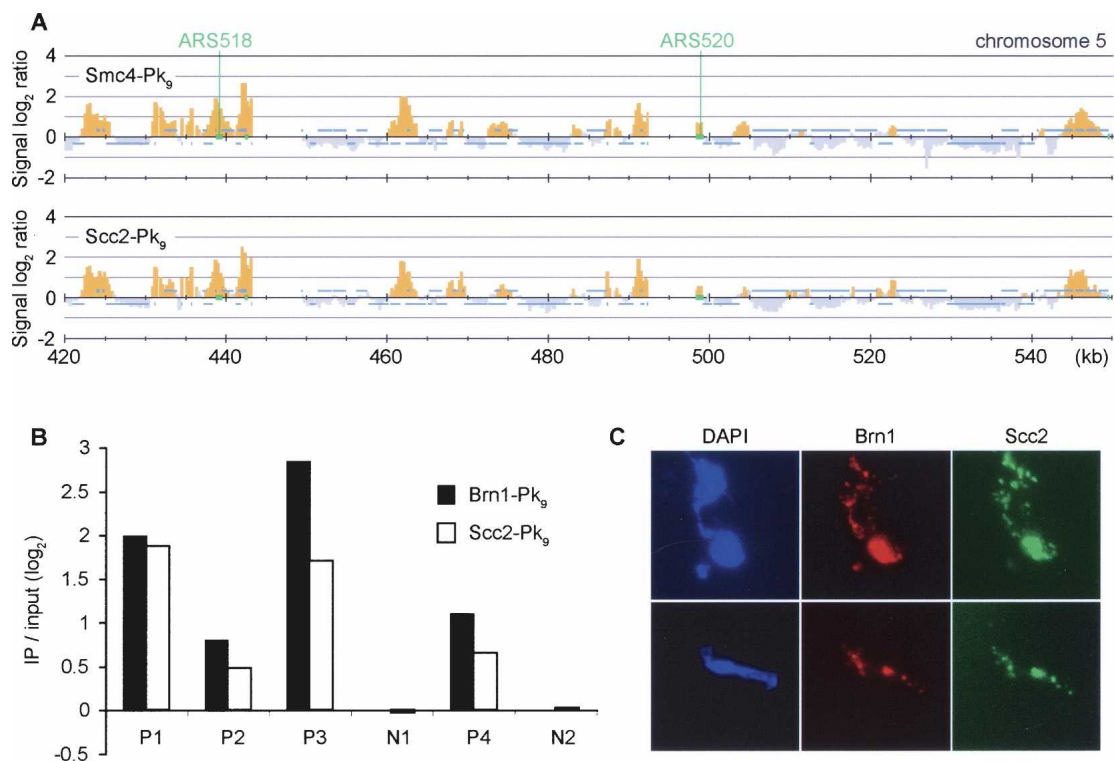 A
ARS518 ARS520 chromosome 5
Signal log2 ratio
4
2
0
-2
Smc4-Pk9
Signal log2 ratio
4
2
0
-2
Scc2-Pk9
420 440 460 480 500 520 540 (kb)
B
IP / input (log2)
3
2.5
2
1.5
1
0.5
0
-0.5
Brn1-Pk9
Scc2-Pk9
P1 P2 P3 N1 P4 N2
C
DAPI Brn1 Scc2